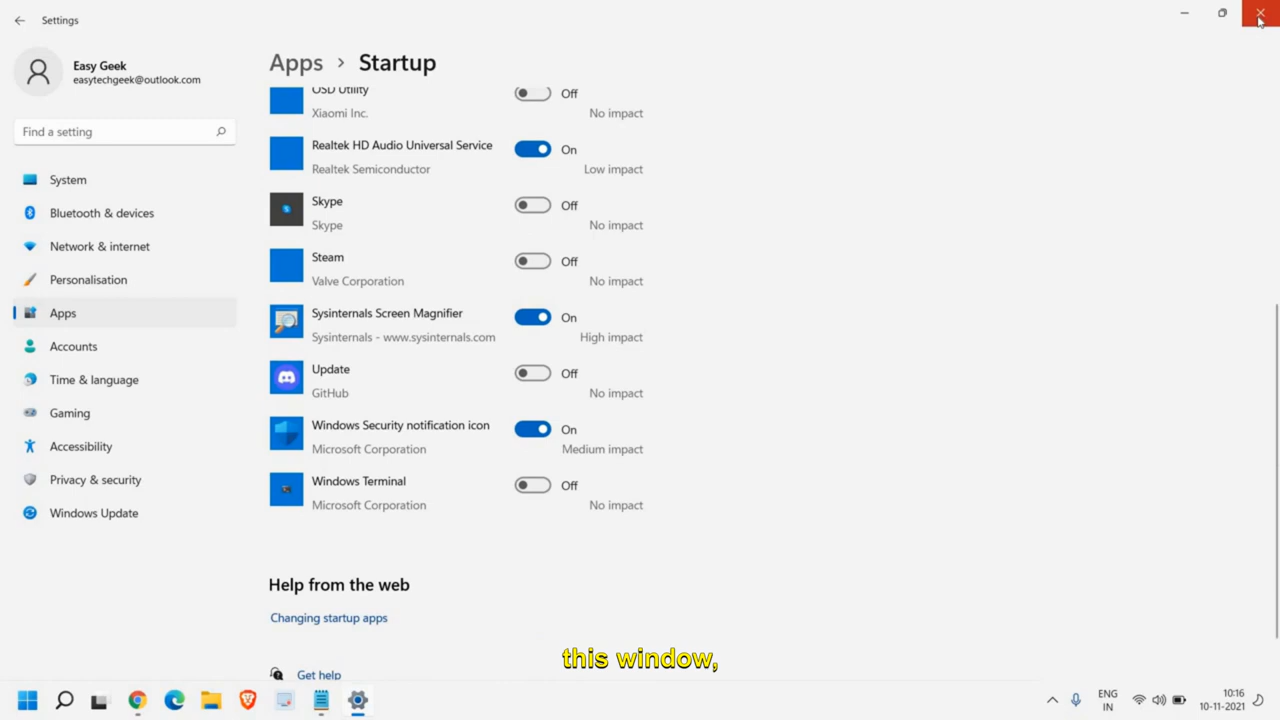 Settings
Easy Geek
easytechgeek@outlook.com
Find a setting
System
Bluetooth & devices
Network & internet
Personalisation
Apps
Accounts
Time & language
Gaming
Accessibility
Privacy & security
Windows Update
Apps > Startup
OSD Utility Off
Xiaomi Inc. No impact
Realtek HD Audio Universal Service On
Realtek Semiconductor Low impact
Skype Off
Skype No impact
Steam Off
Valve Corporation No impact
Sysinternals Screen Magnifier On
Sysinternals - www.sysinternals.com High impact
Update Off
GitHub No impact
Windows Security notification icon On
Microsoft Corporation Medium impact
Windows Terminal Off
Microsoft Corporation No impact
Help from the web
Changing startup apps
this window,
Get help
ENG
IN
10:16
10-11-2021